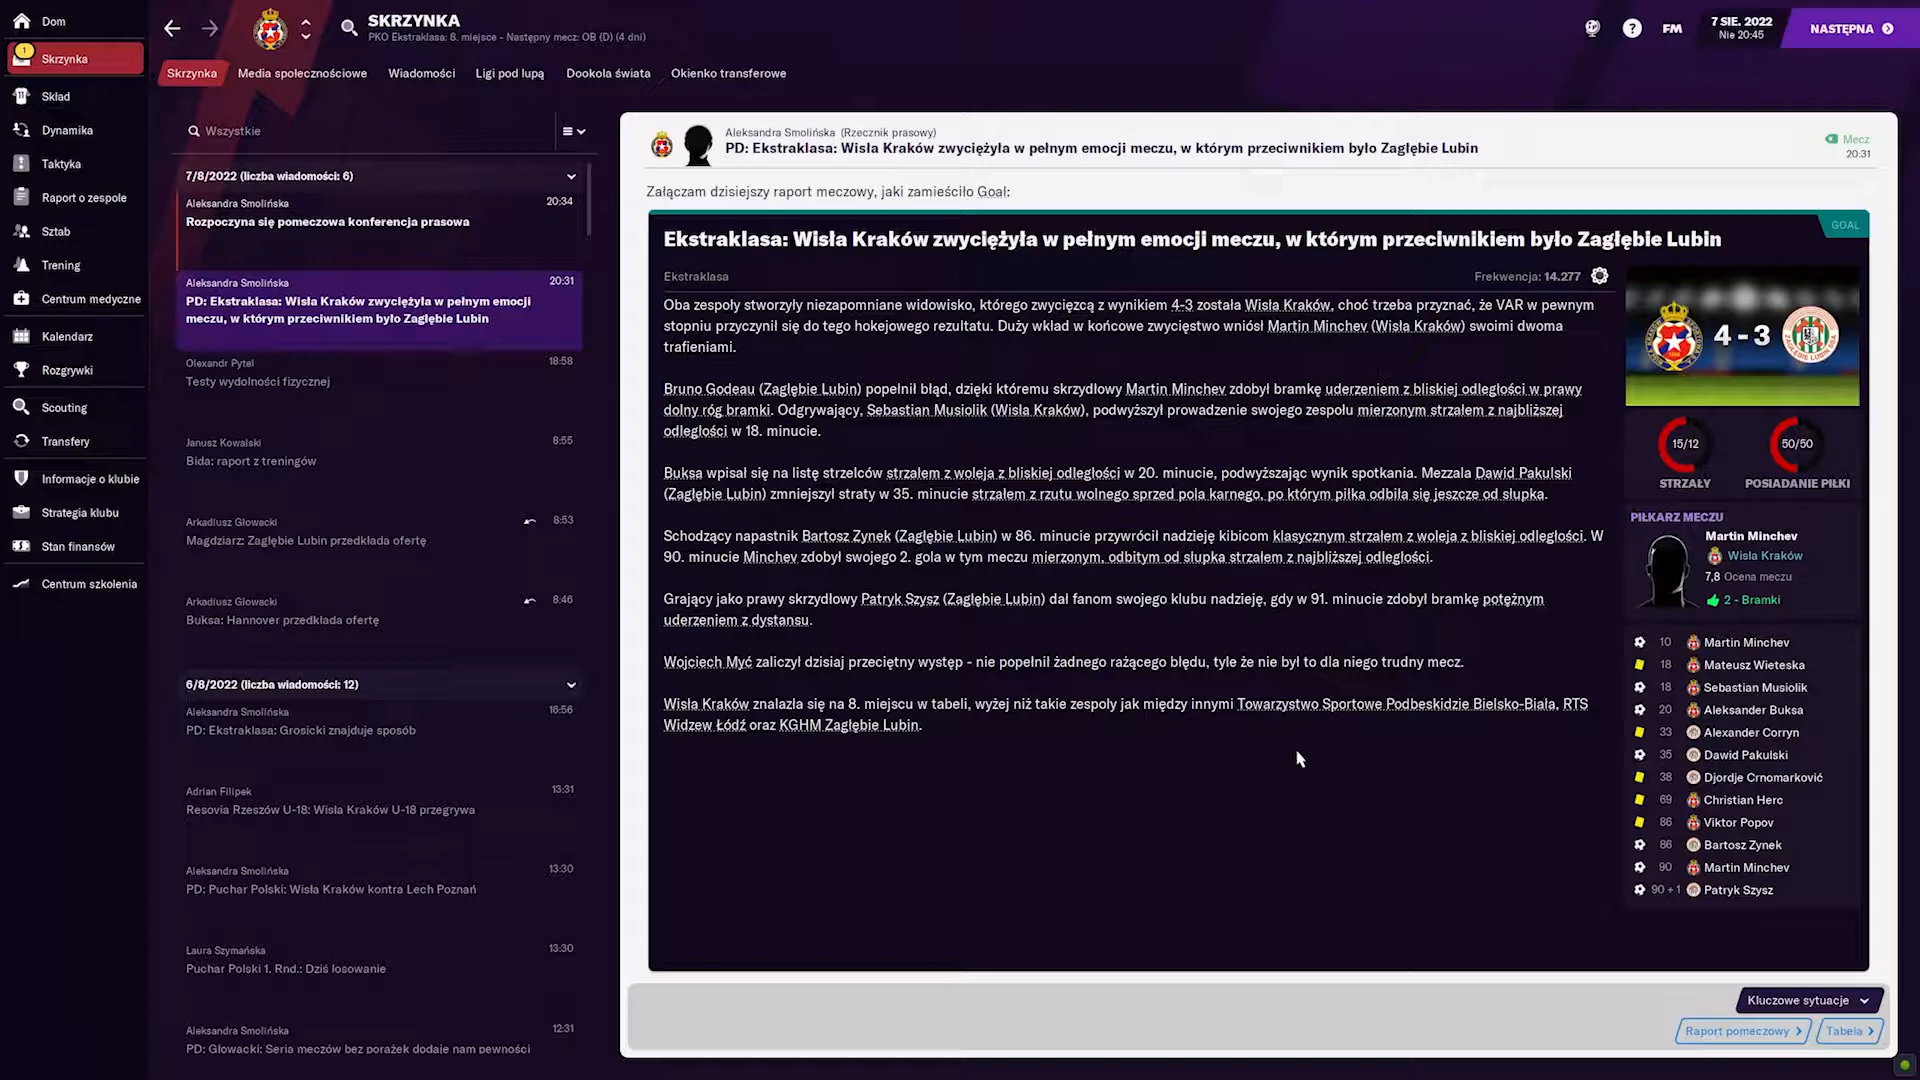 Dom
1
Skrzynka
Skład
Dynamika
Taktyka
Raport o zespole
Sztab
Trening
Centrum medyczne
Kalendarz
Rozgrywki
Scouting
Transfery
Informacje o klubie
Strategia klubu
Stan finansów
Centrum szkolenia
SKRZYNKA
PKO Ekstraklasa: 8. miejsce - Następny mecz: OB (D) (4 dni)
FM
7 SIE. 2022
Nie 20:45
NASTĘPNA
Skrzynka
Media społecznościowe
Wiadomości
Ligi pod lupą
Dookoła świata
Okienko transferowe
Wszystkie
7/8/2022 (liczba wiadomości: 6)
Aleksandra Smolińska 20:34
Rozpoczyna się pomeczowa konferencja prasowa
Aleksandra Smolińska 20:31
PD: Ekstraklasa: Wisła Kraków zwyciężyła w pełnym emocji
meczu, w którym przeciwnikiem było Zagłębie Lubin
Olexandr Pytel 18:58
Testy wydolności fizycznej
Janusz Kowalski 8:55
Bida: raport z treningów
Arkadiusz Głowacki 8:53
Magdziarz: Zagłębie Lubin przedkłada ofertę
Arkadiusz Głowacki 8:46
Buksa: Hannover przedkłada ofertę
6/8/2022 (liczba wiadomości: 12)
Aleksandra Smolińska 16:56
PD: Ekstraklasa: Grosicki znajduje sposób
Adrian Filipek 13:31
Resovia Rzeszów U-18: Wisła Kraków U-18 przegrywa
Aleksandra Smolińska 13:30
PD: Puchar Polski: Wisła Kraków kontra Lech Poznań
Laura Szymańska 13:30
Puchar Polski 1. Rnd.: Dziś losowanie
Aleksandra Smolińska 12:31
PD: Głowacki: Seria meczów bez porażek dodaje nam pewności
Aleksandra Smolińska (Rzecznik prasowy)
PD: Ekstraklasa: Wisła Kraków zwyciężyła w pełnym emocji meczu, w którym przeciwnikiem było Zagłębie Lubin
Mecz
20:31
Załączam dzisiejszy raport meczowy, jaki zamieściło Goal:
GOAL
Ekstraklasa: Wisła Kraków zwyciężyła w pełnym emocji meczu, w którym przeciwnikiem było Zagłębie Lubin
Ekstraklasa
Frekwencja: 14.277
Oba zespoły stworzyły niezapomniane widowisko, którego zwycięzcą z wynikiem 4-3 została Wisła Kraków, choć trzeba przyznać, że VAR w pewnym
stopniu przyczynił się do tego hokejowego rezultatu. Duży wkład w końcowe zwycięstwo wniósł Martin Minchev (Wisła Kraków) swoimi dwoma
trafieniami.
Bruno Godeau (Zagłębie Lubin) popełnił błąd, dzięki któremu skrzydłowy Martin Minchev zdobył bramkę uderzeniem z bliskiej odległości w prawy
dolny róg bramki. Odgrywający, Sebastian Musiolik (Wisła Kraków), podwyższył prowadzenie swojego zespołu mierzonym strzałem z najbliższej
odległości w 18. minucie.
Buksa wpisał się na listę strzelców strzałem z woleja z bliskiej odległości w 20. minucie, podwyższając wynik spotkania. Mezzala Dawid Pakulski
(Zagłębie Lubin) zmniejszył straty w 35. minucie strzałem z rzutu wolnego sprzed pola karnego, po którym piłka odbiła się jeszcze od słupka.
Schodzący napastnik Bartosz Zynek (Zagłębie Lubin) w 86. minucie przywrócił nadzieję kibicom klasycznym strzałem z woleja z bliskiej odległości. W
90. minucie Minchev zdobył swojego 2. gola w tym meczu mierzonym, odbitym od słupka strzałem z najbliższej odległości.
Grający jako prawy skrzydłowy Patryk Szysz (Zagłębie Lubin) dał fanom swojego klubu nadzieję, gdy w 91. minucie zdobył bramkę potężnym
uderzeniem z dystansu.
Wojciech Myć zaliczył dzisiaj przeciętny występ - nie popełnił żadnego rażącego błędu, tyle że nie był to dla niego trudny mecz.
Wisła Kraków znalazła się na 8. miejscu w tabeli, wyżej niż takie zespoły jak między innymi Towarzystwo Sportowe Podbeskidzie Bielsko-Biała, RTS
Widzew Łódź oraz KGHM Zagłębie Lubin.
4 - 3
15/12
50/50
STRZAŁY
POSIADANIE PIŁKI
PIŁKARZ MECZU
Martin Minchev
Wisła Kraków
7,8 Ocena meczu
2 - Bramki
10 Martin Minchev
18 Mateusz Wieteska
18 Sebastian Musiolik
20 Aleksander Buksa
33 Alexander Corryn
35 Dawid Pakulski
38 Djordje Crnomarković
69 Christian Herc
86 Viktor Popov
86 Bartosz Zynek
90 Martin Minchev
90 + 1 Patryk Szysz
Kluczowe sytuacje
Raport pomeczowy
Tabela